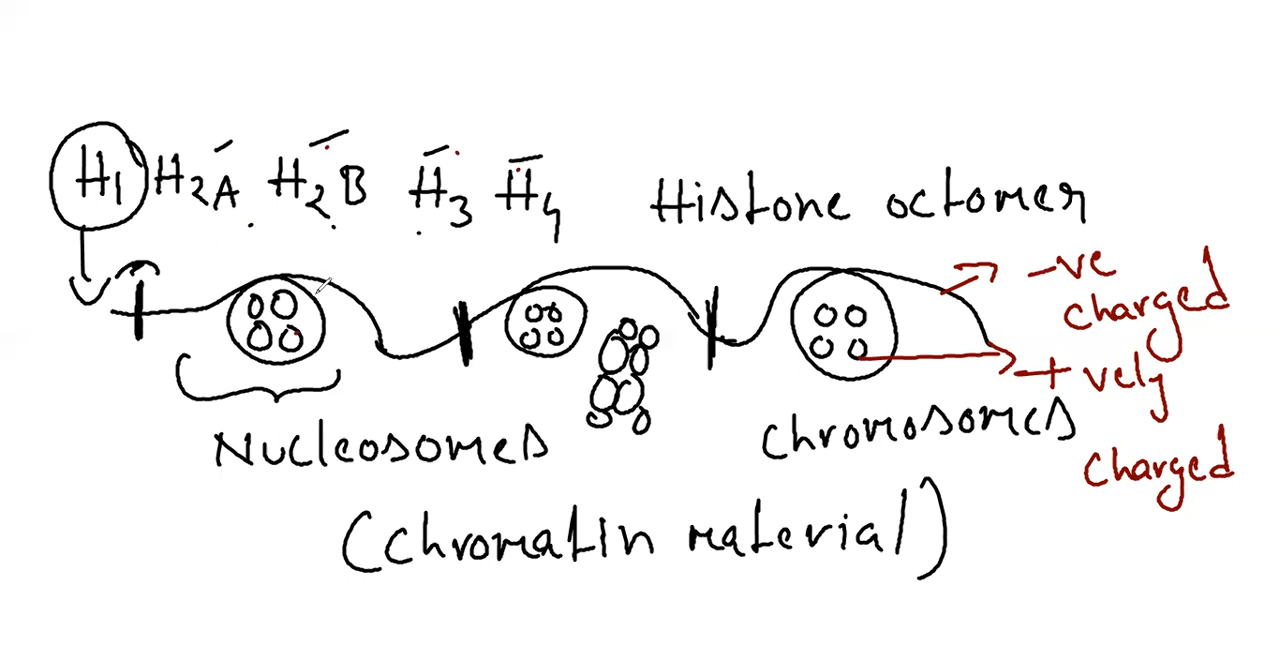 H1 H2A H2B H3 H4 Histone octomer
-ve
charged
+vely
charged
Nucleosomes
chromosomes
(chromatin material)